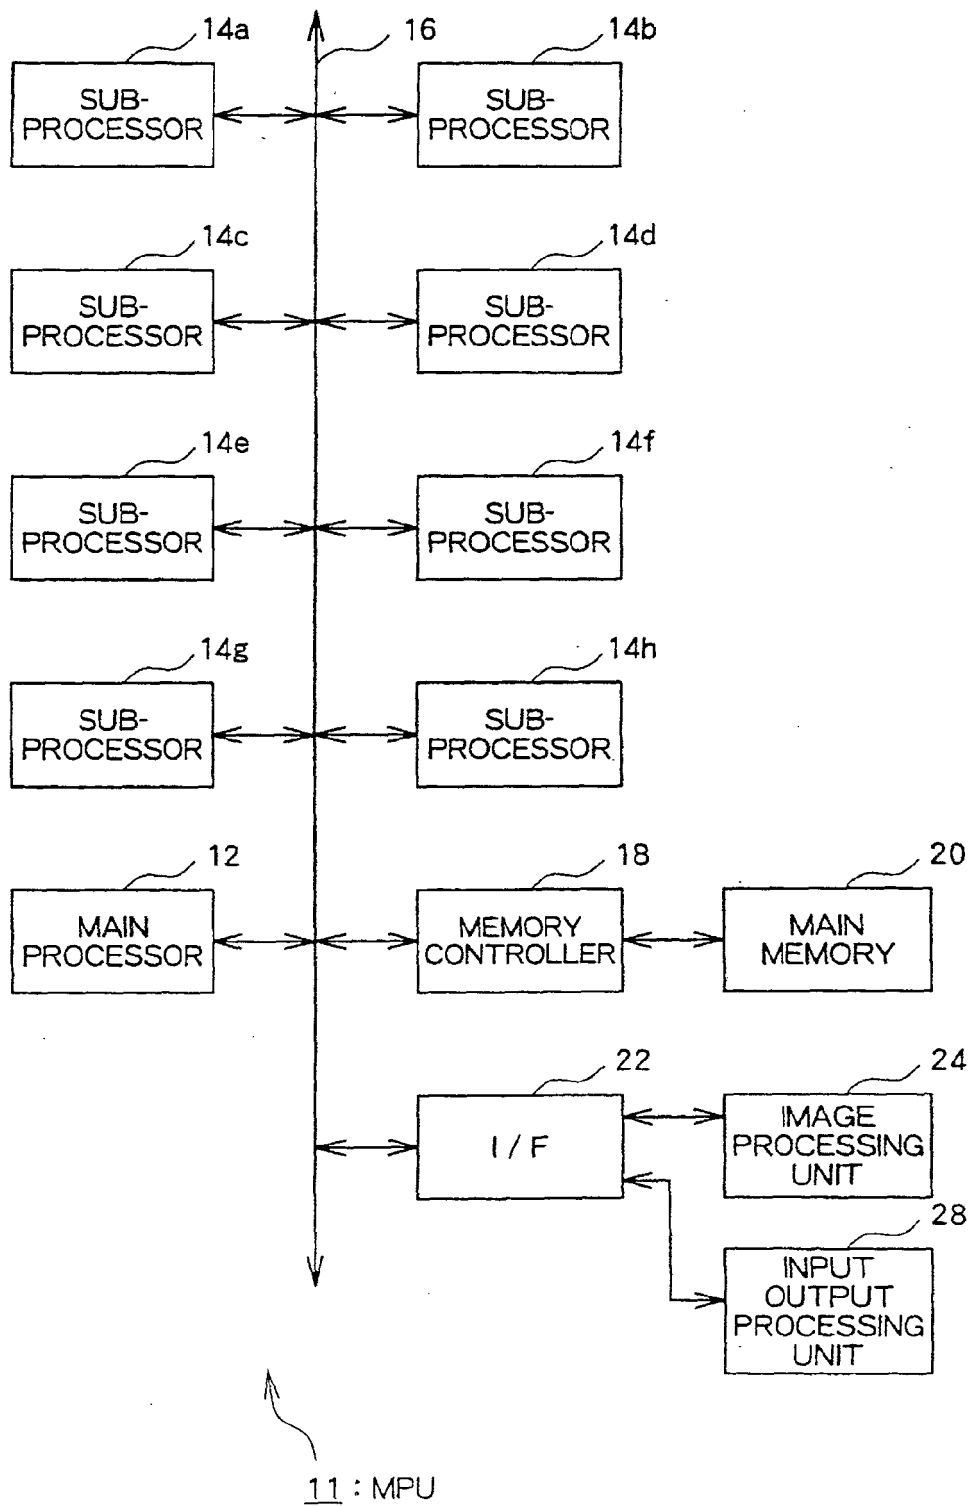 14a
16
14b
SUB-
PROCESSOR
SUB-
PROCESSOR
14c
14d
SUB-
PROCESSOR
SUB-
PROCESSOR
14e
14f
SUB-
PROCESSOR
SUB-
PROCESSOR
14g
14h
SUB-
PROCESSOR
SUB-
PROCESSOR
12
18
20
MAIN
PROCESSOR
MEMORY
CONTROLLER
MAIN
MEMORY
22
24
I/F
IMAGE
PROCESSING
UNIT
28
INPUT
OUTPUT
PROCESSING
UNIT
11 : MPU